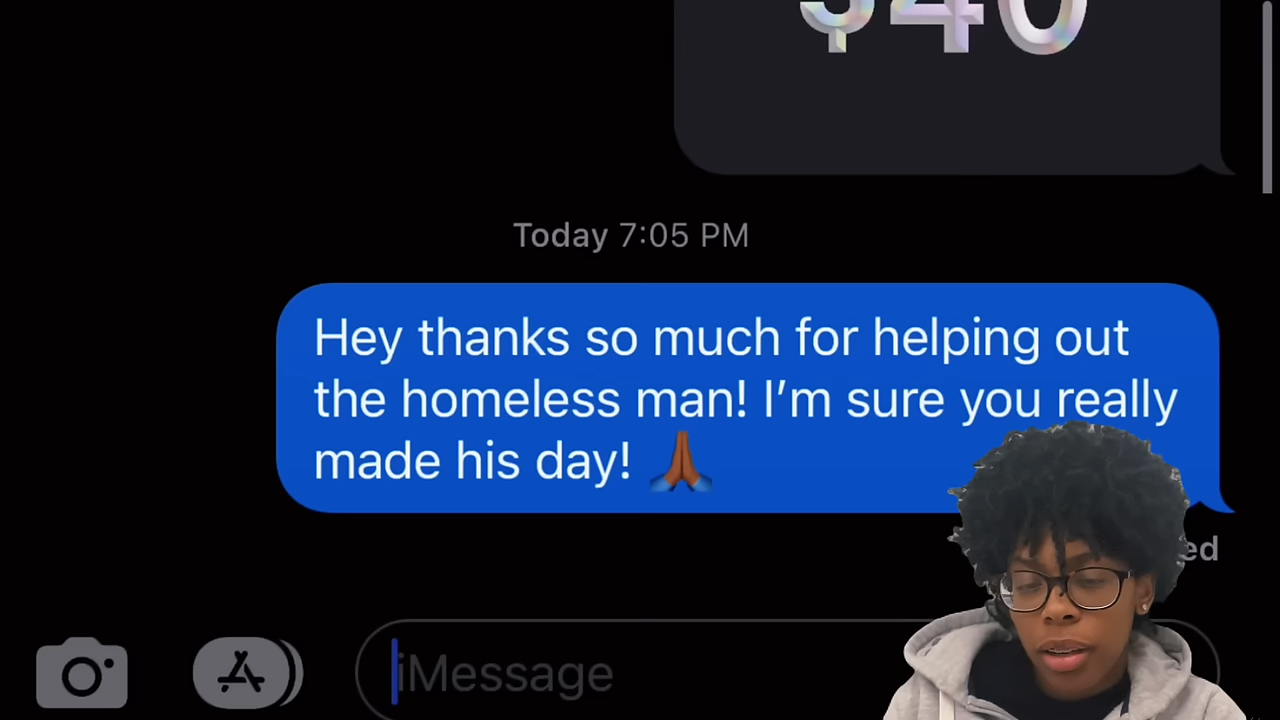 $40
Today 7:05 PM
Hey thanks so much for helping out
the homeless man! I’m sure you really
made his day! 🙏🏾
iMessage